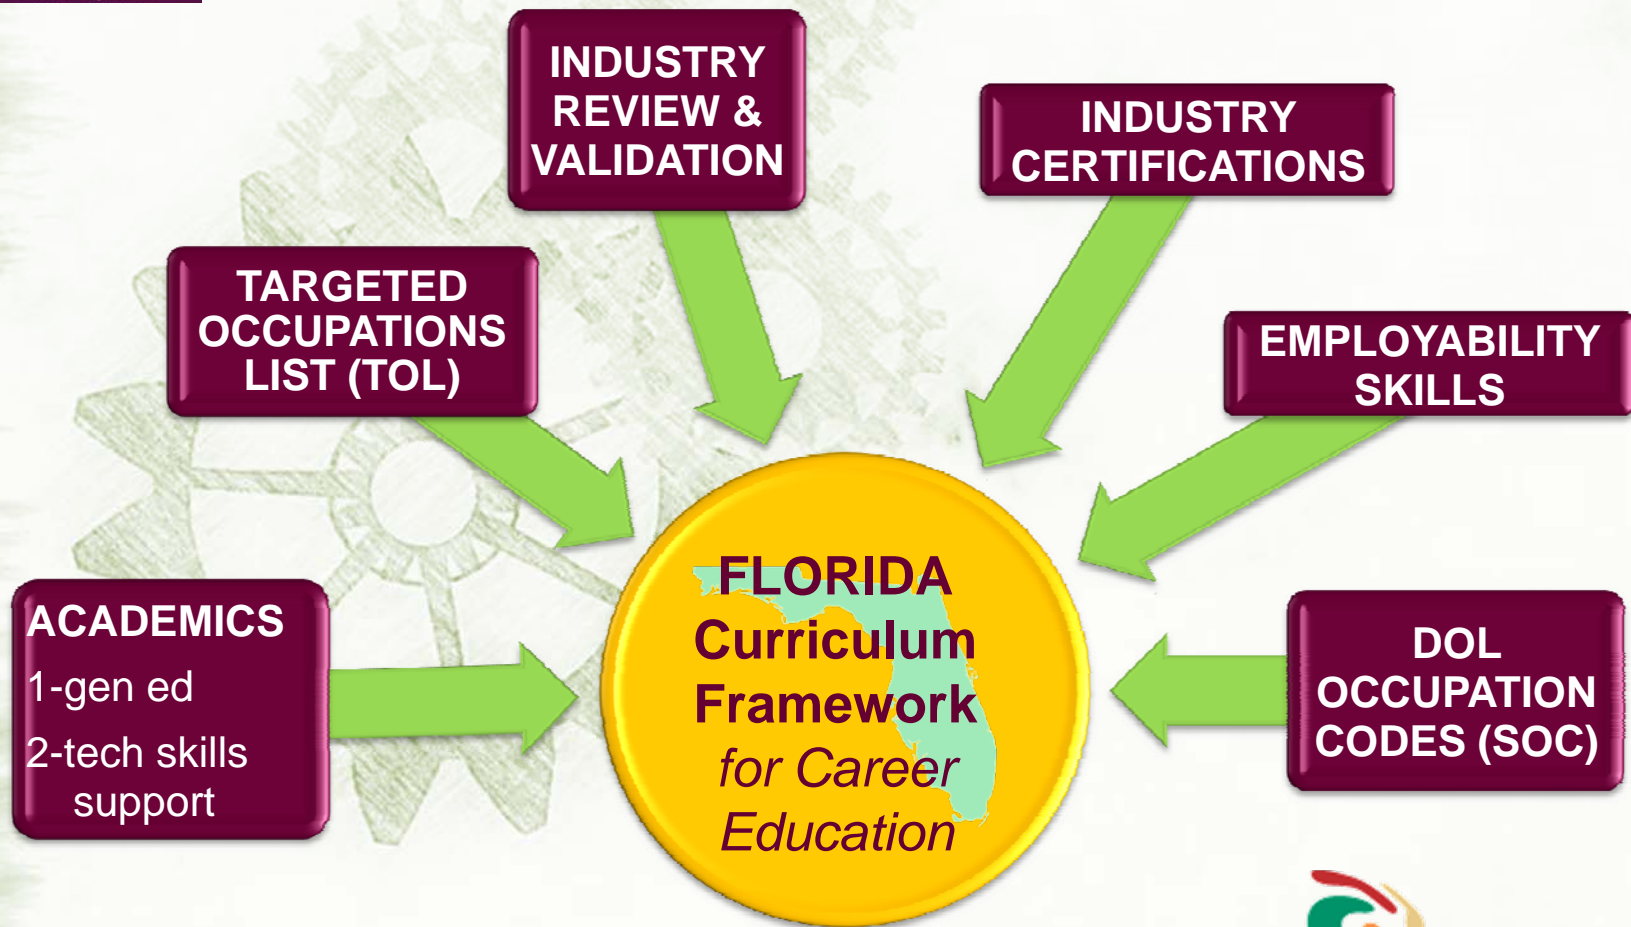 INDUSTRY
REVIEW &
VALIDATION
INDUSTRY
CERTIFICATIONS
TARGETED
OCCUPATIONS
LIST (TOL)
EMPLOYABILITY
SKILLS
ACADEMICS
1-gen ed
2-tech skills
support
FLORIDA
Curriculum
Framework
for Career
Education
DOL
OCCUPATION
CODES (SOC)